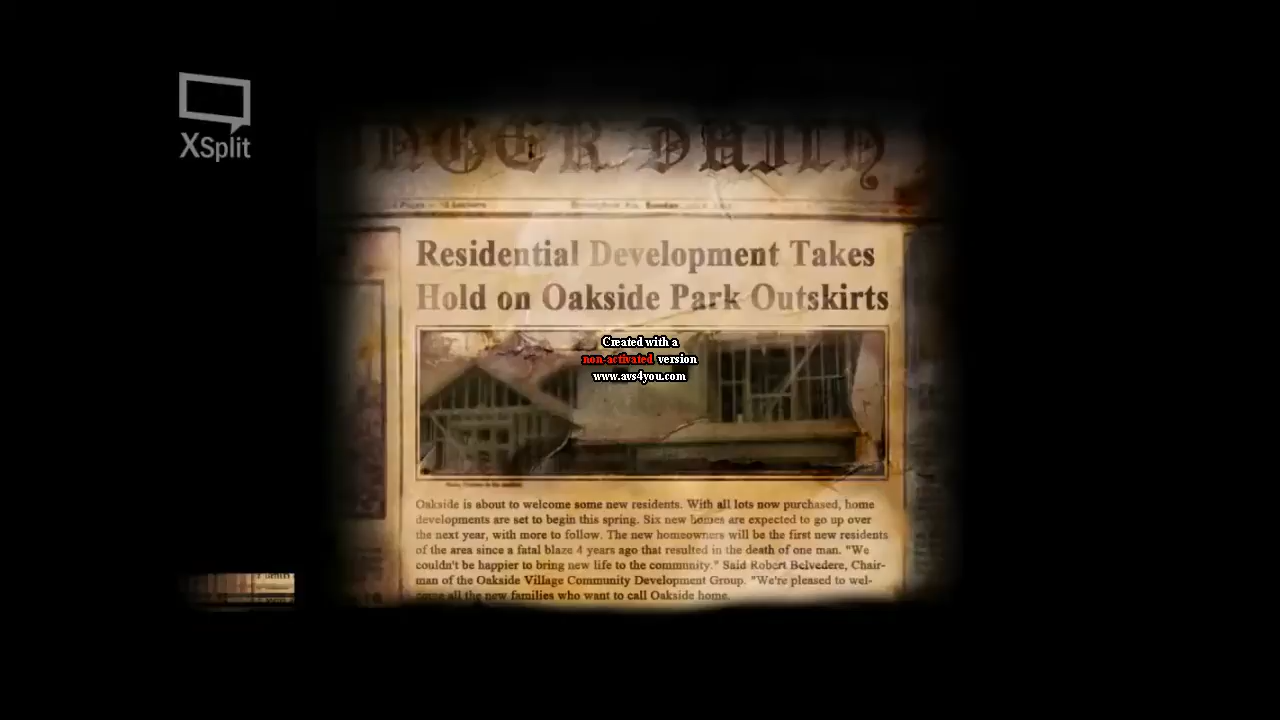 XSplit
NGER DAILY
Residential Development Takes
Hold on Oakside Park Outskirts
Created with a
non-activated version
www.avs4you.com
Oakside is about to welcome some new residents. With all lots now purchased, home
developments are set to begin this spring. Six new homes are expected to go up over
the next year, with more to follow. The new homeowners will be the first new residents
of the area since a fatal blaze 4 years ago that resulted in the death of one man. "We
couldn't be happier to bring new life to the community." Said Robert Belvedere, Chair-
man of the Oakside Village Community Development Group. "We're pleased to wel-
come all the new families who want to call Oakside home.